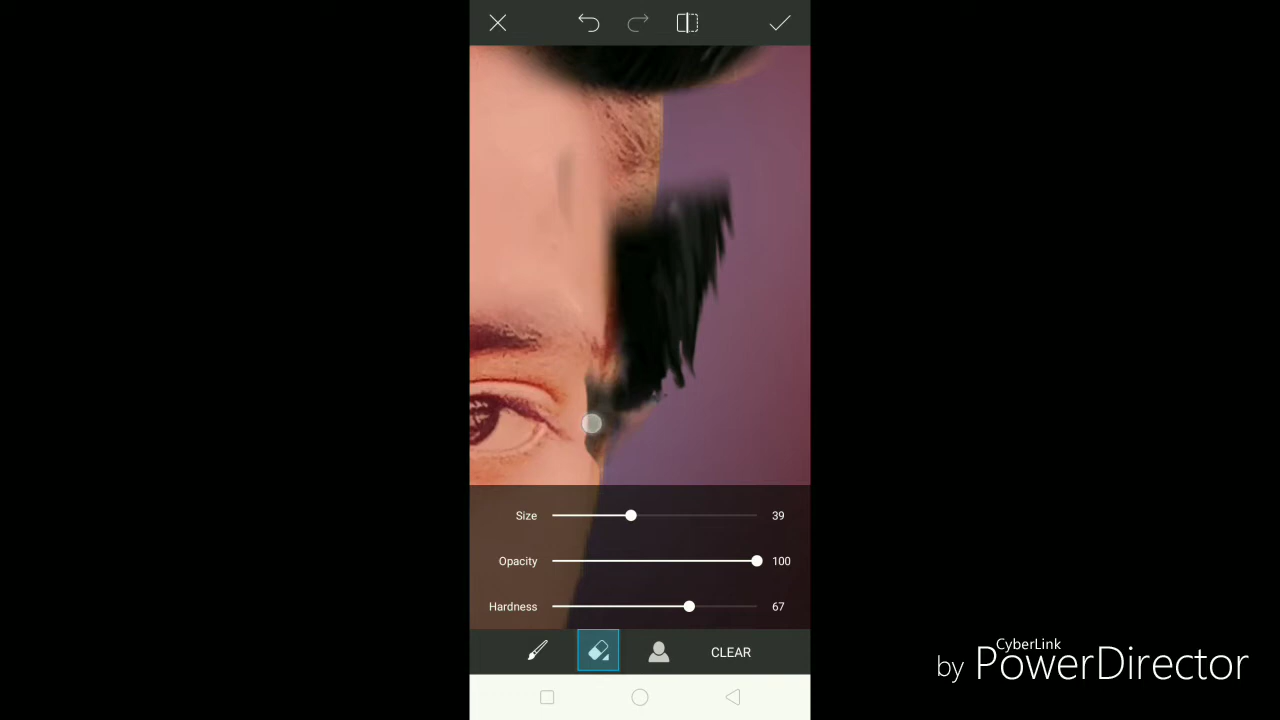 Size 39
Opacity 100
Hardness 67
CLEAR
CyberLink
by PowerDirector